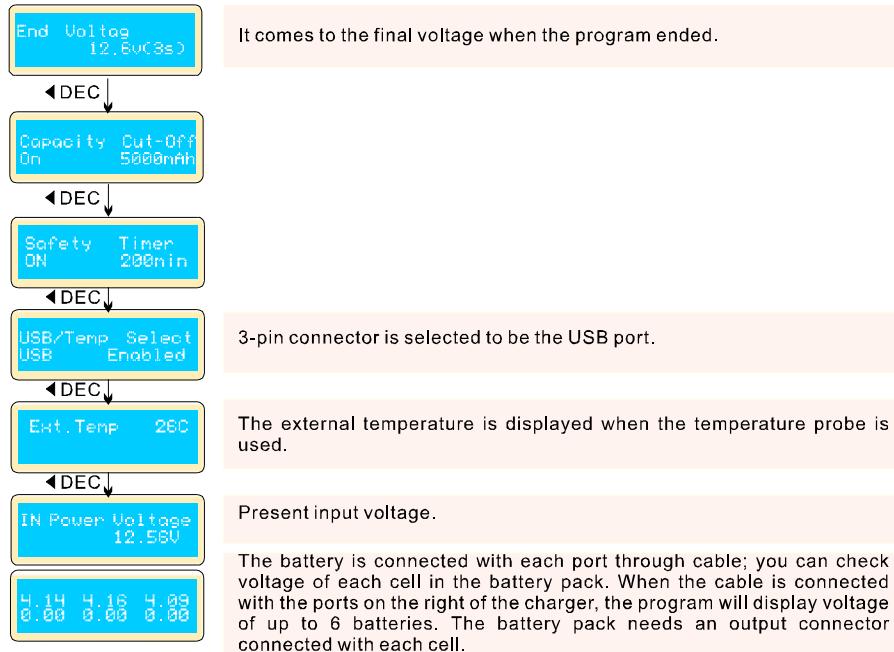 End Voltag
12.6v(3s)
It comes to the final voltage when the program ended.
◀DEC
Capacity Cut-Off
On 5000mAh
◀DEC
Safety Timer
ON 200min
◀DEC
USB/Temp Select
USB Enabled
3-pin connector is selected to be the USB port.
◀DEC
Ext.Temp 26C
The external temperature is displayed when the temperature probe is
used.
◀DEC
IN Power Voltage
12.56V
Present input voltage.
4.14 4.16 4.09
0.00 0.00 0.00
The battery is connected with each port through cable; you can check
voltage of each cell in the battery pack. When the cable is connected
with the ports on the right of the charger, the program will display voltage
of up to 6 batteries. The battery pack needs an output connector
connected with each cell.